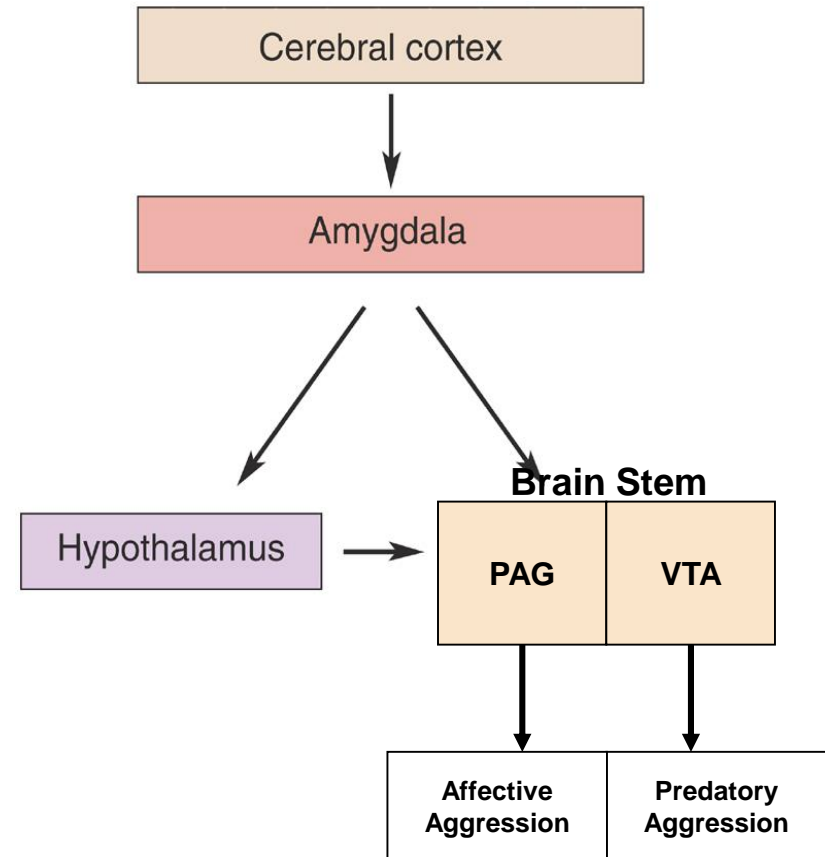 Cerebral cortex
Amygdala
Brain Stem
Hypothalamus
PAG
VTA
Affective
Aggression
Predatory
Aggression